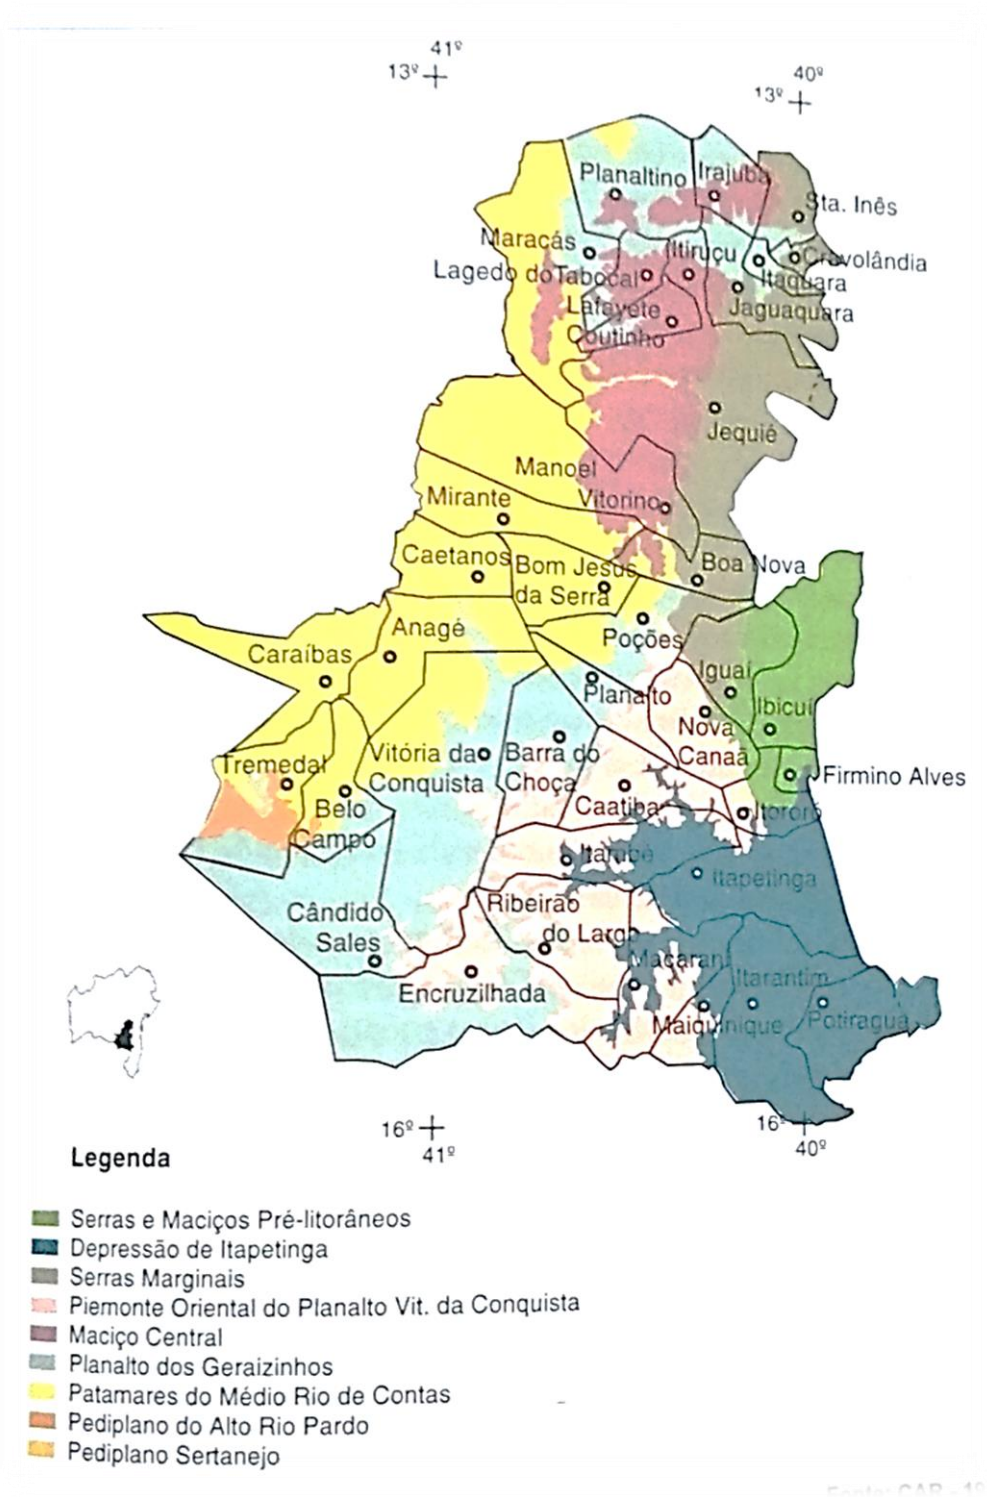 41º
13º
40º
13º
Planaltino
Irajuba
Sta. Inês
Maracás
Itiruçu
Cravolândia
Lagedo do Tabocal
Itaquara
Lafayete
Coutinho
Jaguaquara
Jequié
Manoel
Vitorino
Mirante
Caetanos
Bom Jesus
da Serra
Boa Nova
Anagé
Poções
Caraíbas
Iguaí
Planalto
Ibicuí
Nova
Canaã
Tremedal
Vitória da
Conquista
Barra do
Choça
Firmino Alves
Belo
Campo
Caatiba
Itororó
Itambé
Itapetinga
Cândido
Sales
Ribeirão
do Largo
Macarani
Itarantim
Encruzilhada
Maiquinique
Potiraguá
16º
41º
16º
40º
Legenda
Serras e Maciços Pré-litorâneos
Depressão de Itapetinga
Serras Marginais
Piemonte Oriental do Planalto Vit. da Conquista
Maciço Central
Planalto dos Geraizinhos
Patamares do Médio Rio de Contas
Pediplano do Alto Rio Pardo
Pediplano Sertanejo
Fonte: CAR -